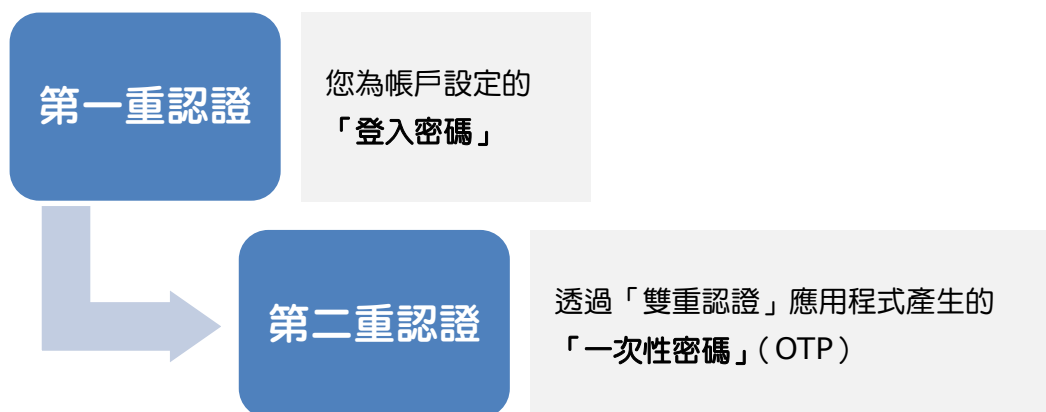 第一重認證
您為帳戶設定的
「登入密碼」
第二重認證
透過「雙重認證」應用程式產生的
「一次性密碼」（OTP）